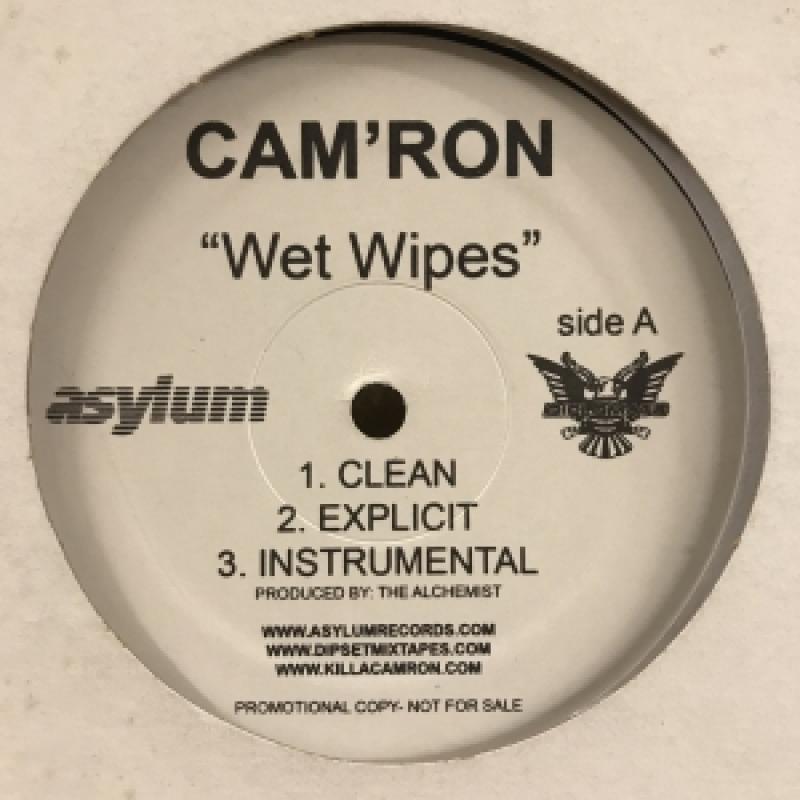 CAM'RON
“Wet Wipes”
side A
asylum
1. CLEAN
2. EXPLICIT
3. INSTRUMENTAL
PRODUCED BY: THE ALCHEMIST
WWW.ASYLUMRECORDS.COM
WWW.DIPSETMIXTAPES.COM
WWW.KILLACAMRON.COM
PROMOTIONAL COPY- NOT FOR SALE